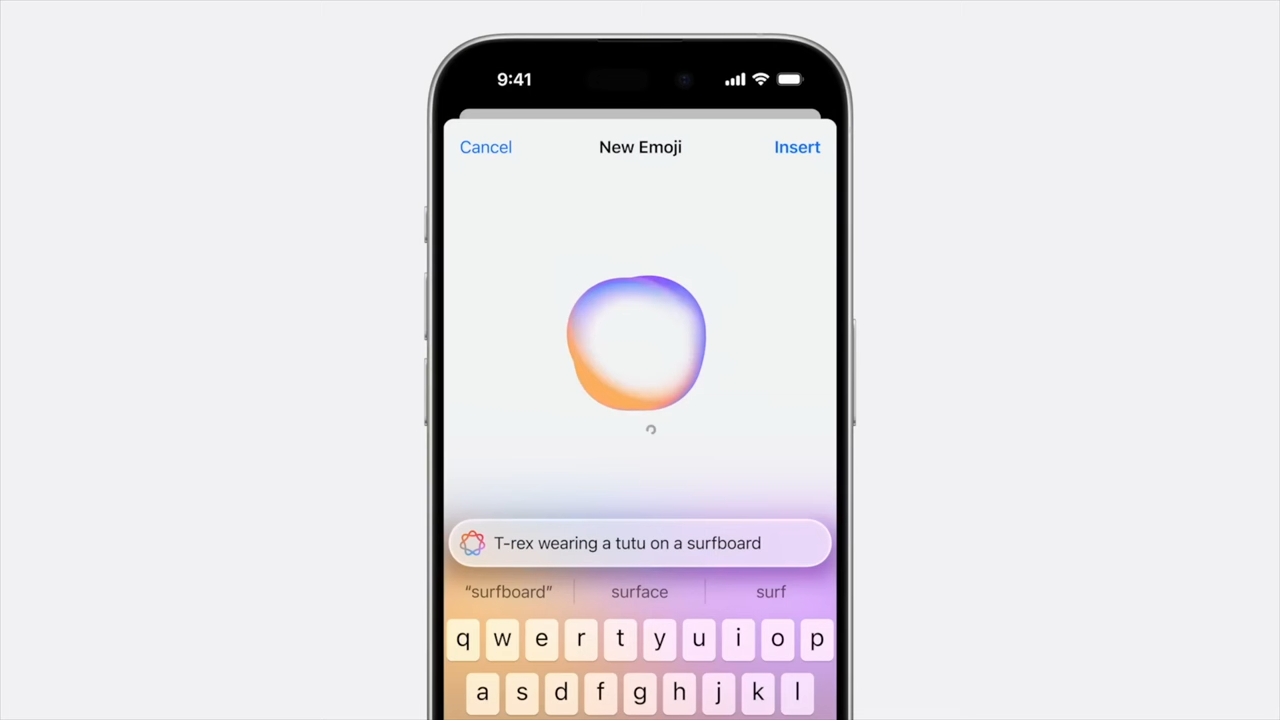 9:41
Cancel New Emoji Insert
T-rex wearing a tutu on a surfboard
“surfboard” surface surf
q w e r t y u i o p
a s d f g h j k l